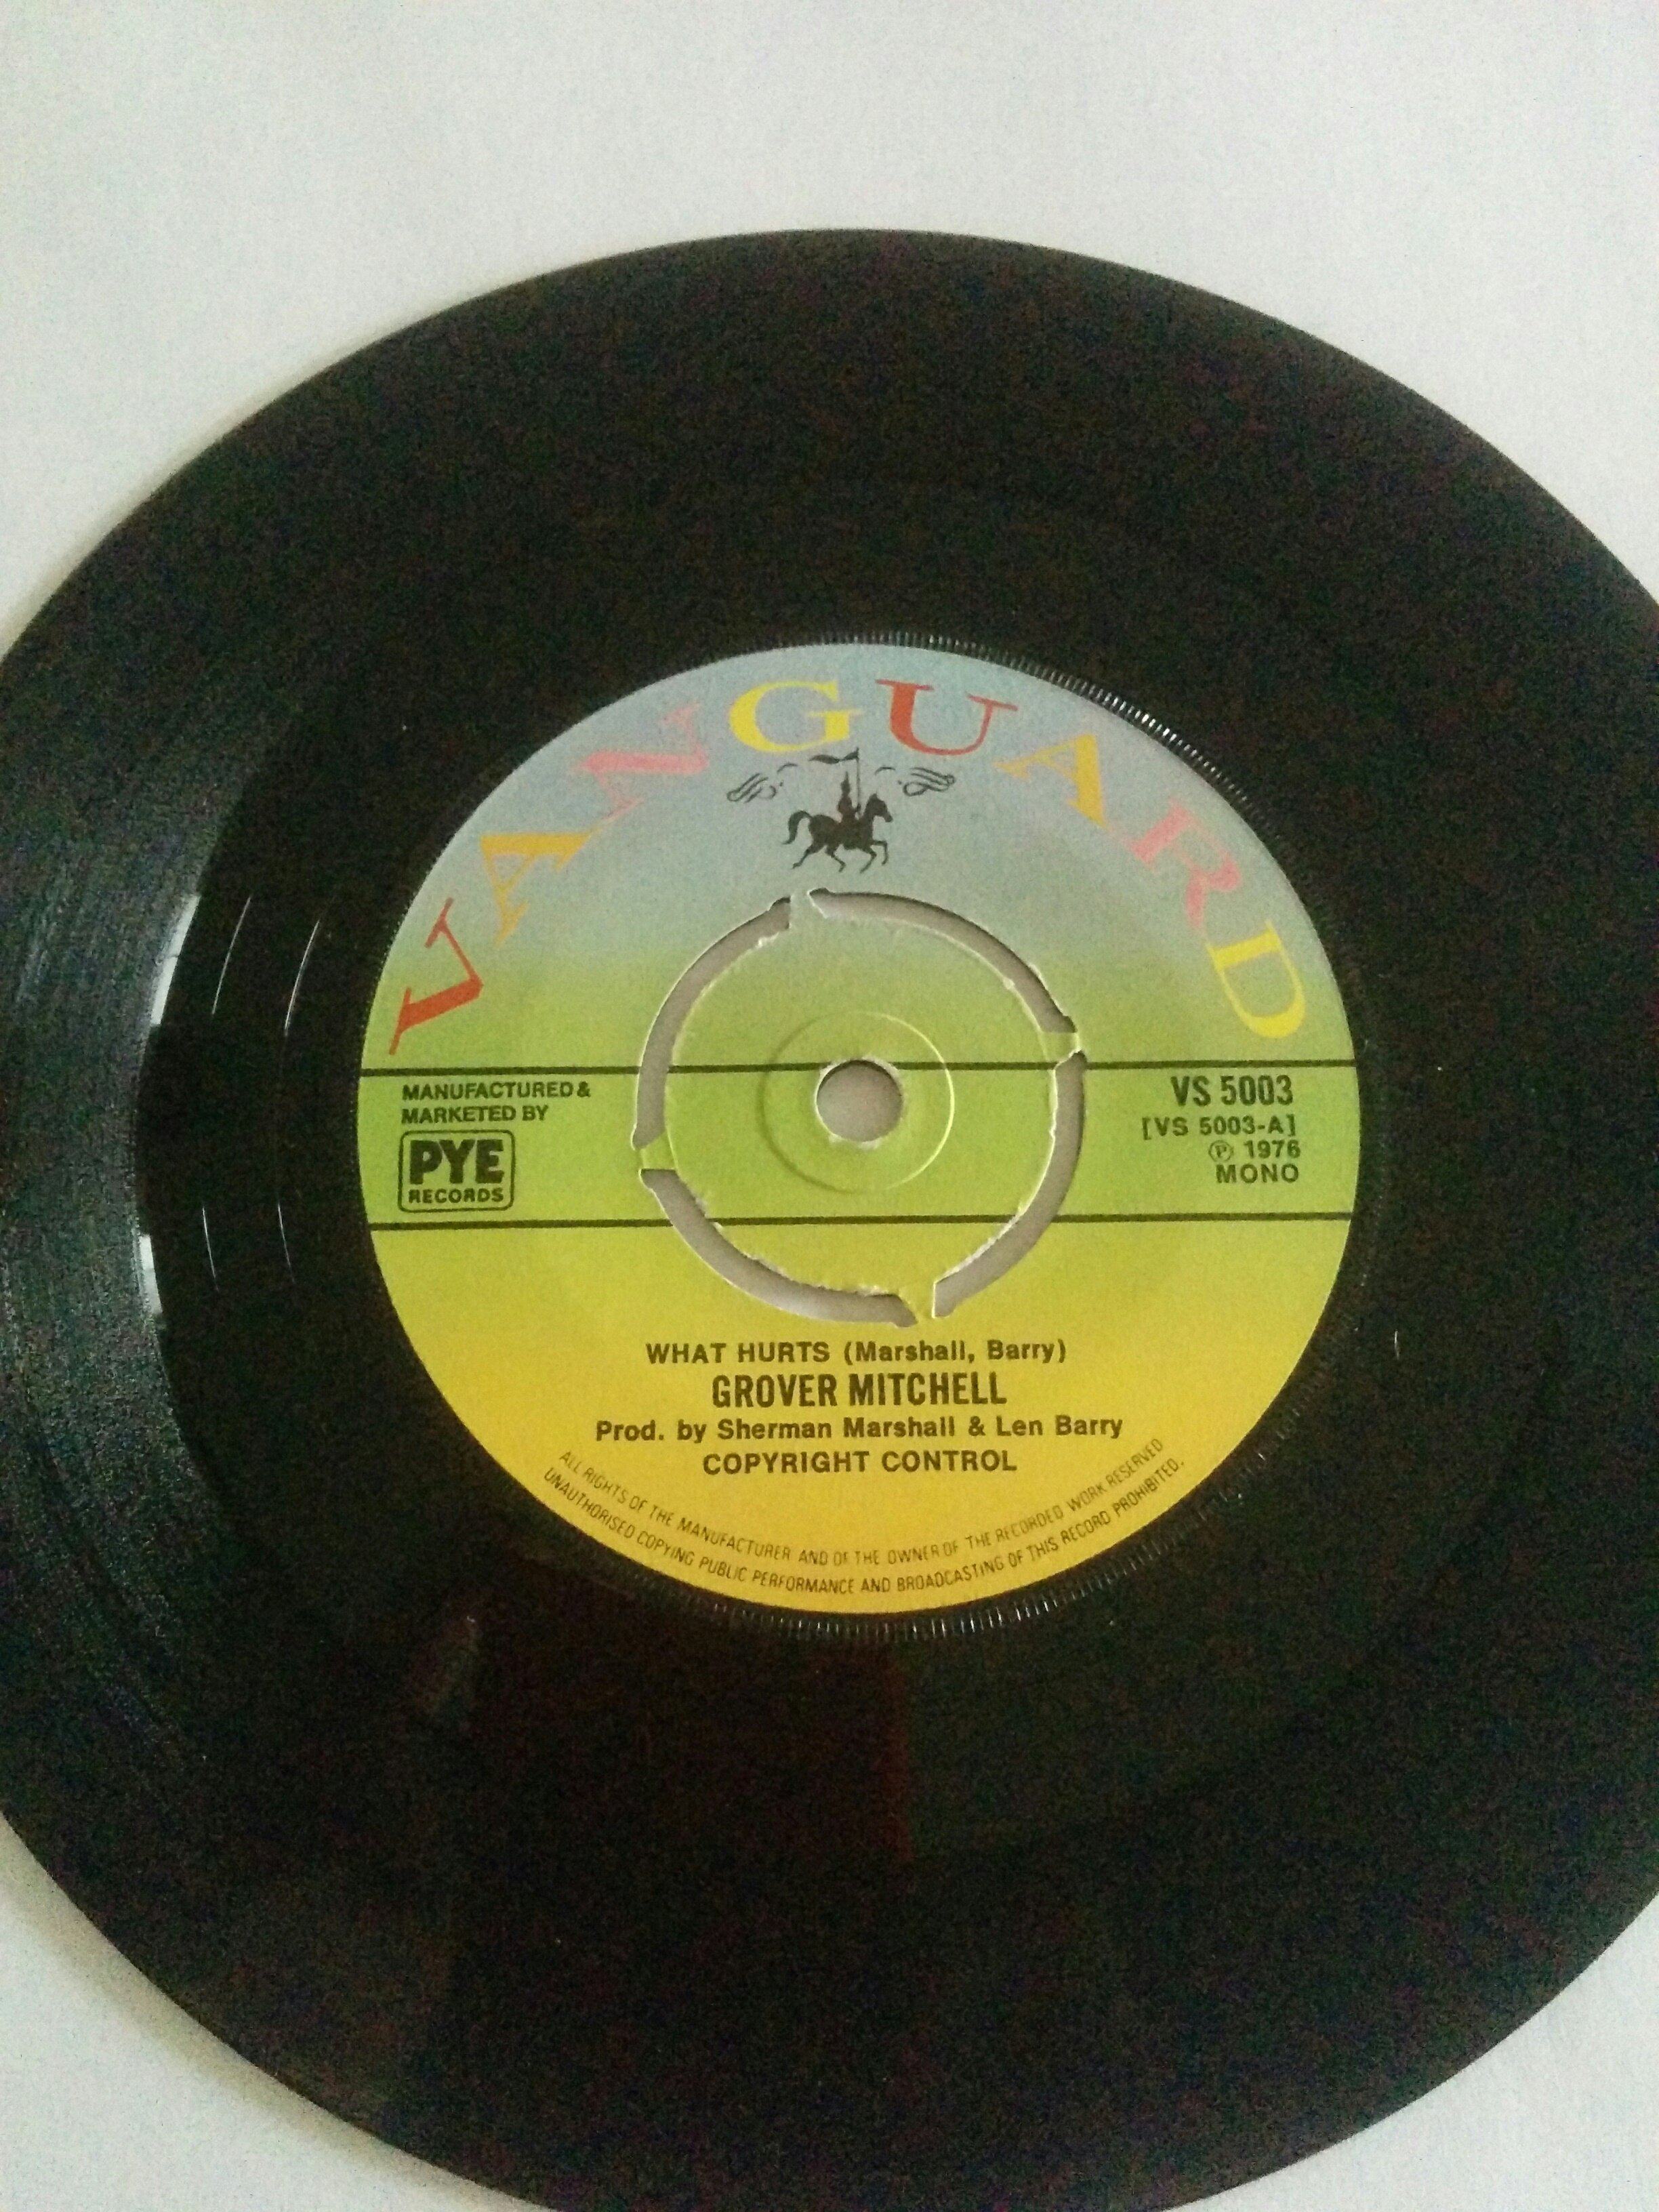 VANGUARD
MANUFACTURED &
MARKETED BY
PYE
RECORDS
VS 5003
[VS 5003-A]
℗ 1976
MONO
WHAT HURTS (Marshall, Barry)
GROVER MITCHELL
Prod. by Sherman Marshall & Len Barry
COPYRIGHT CONTROL
ALL RIGHTS OF THE MANUFACTURER AND OF THE OWNER OF THE RECORDED WORK RESERVED
UNAUTHORISED COPYING PUBLIC PERFORMANCE AND BROADCASTING OF THIS RECORD PROHIBITED.